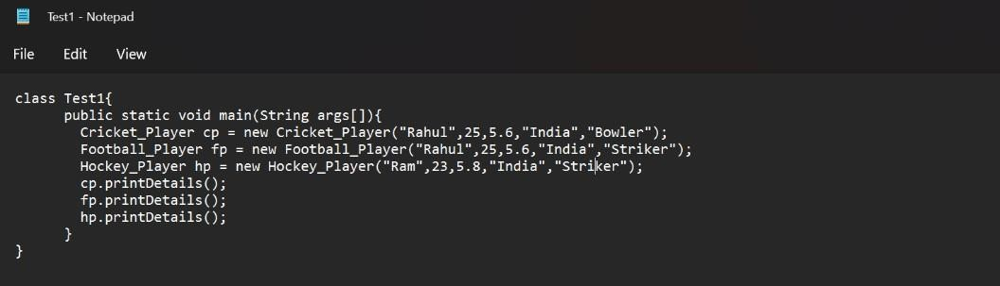 Test1 - Notepad
File Edit View
class Test1{
public static void main(String args[]){
Cricket_Player cp = new Cricket_Player("Rahul",25,5.6,"India","Bowler");
Football_Player fp = new Football_Player("Rahul",25,5.6,"India","Striker");
Hockey_Player hp = new Hockey_Player("Ram",23,5.8,"India","Striker");
cp.printDetails();
fp.printDetails();
hp.printDetails();
}
}